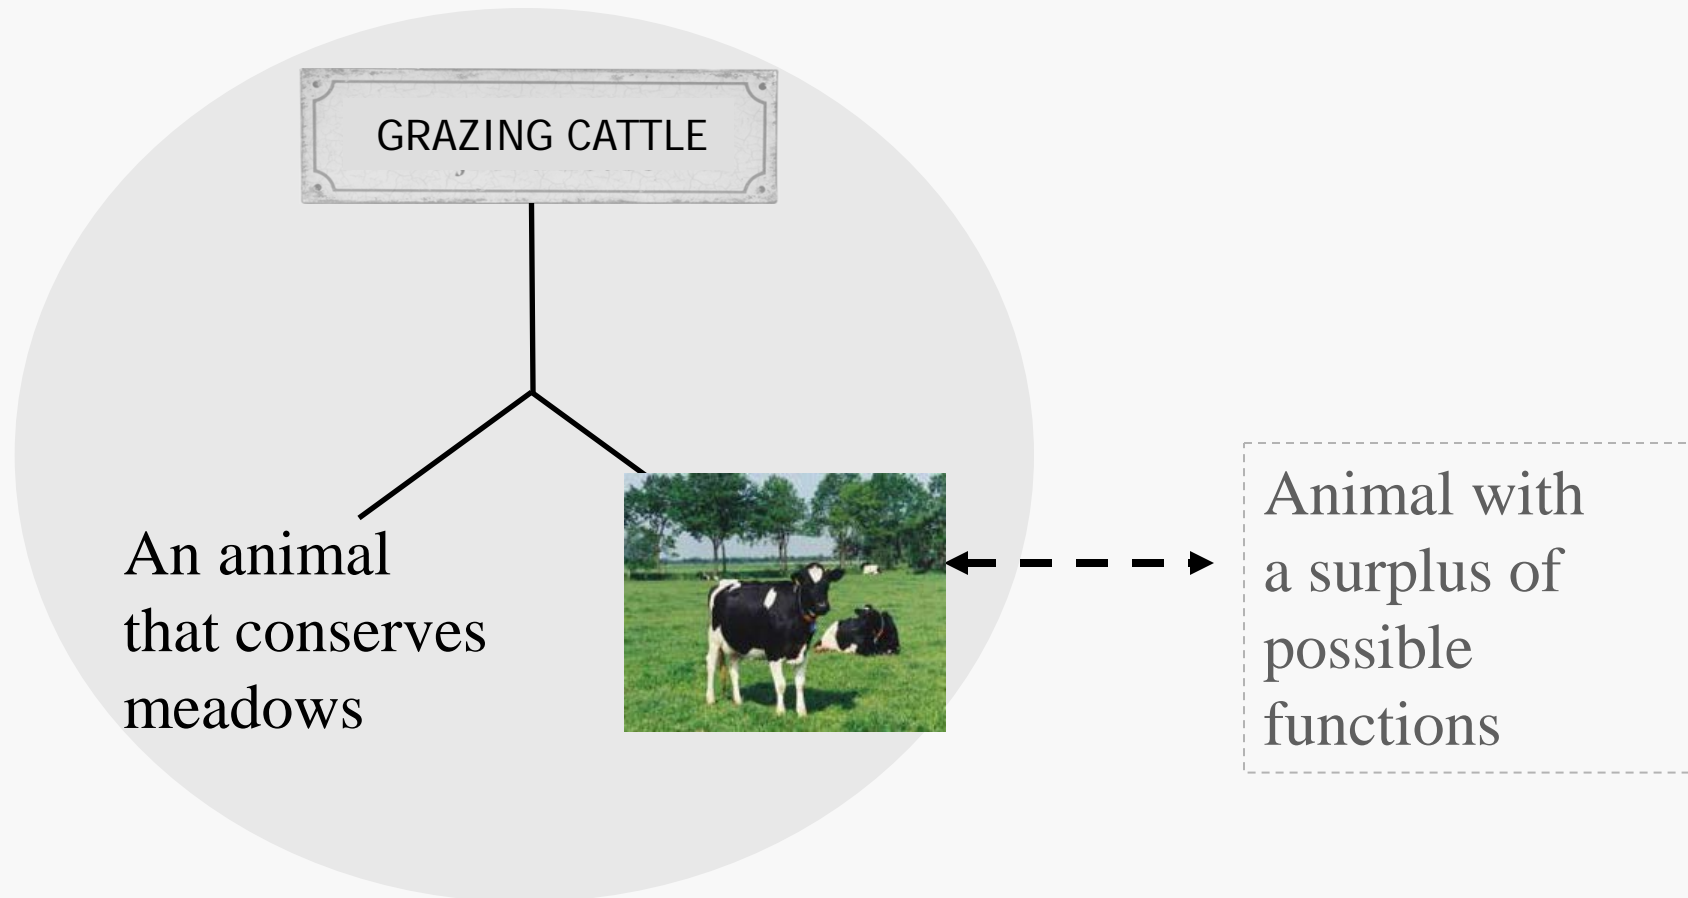 GRAZING CATTLE
An animal
that conserves
meadows
Animal with
a surplus of
possible
functions